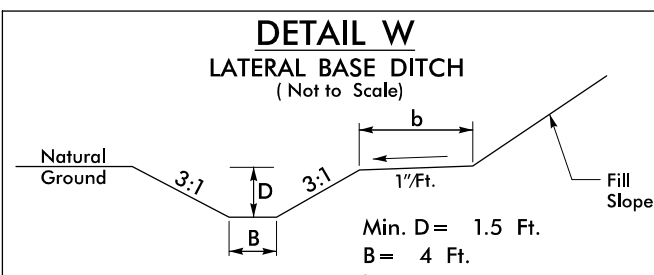 DETAIL W
LATERAL BASE DITCH
( Not to Scale)
b
Natural
Ground
3:1
D
3:1
1"/Ft.
Fill
Slope
B
Min. D = 1.5 Ft.
B = 4 Ft.